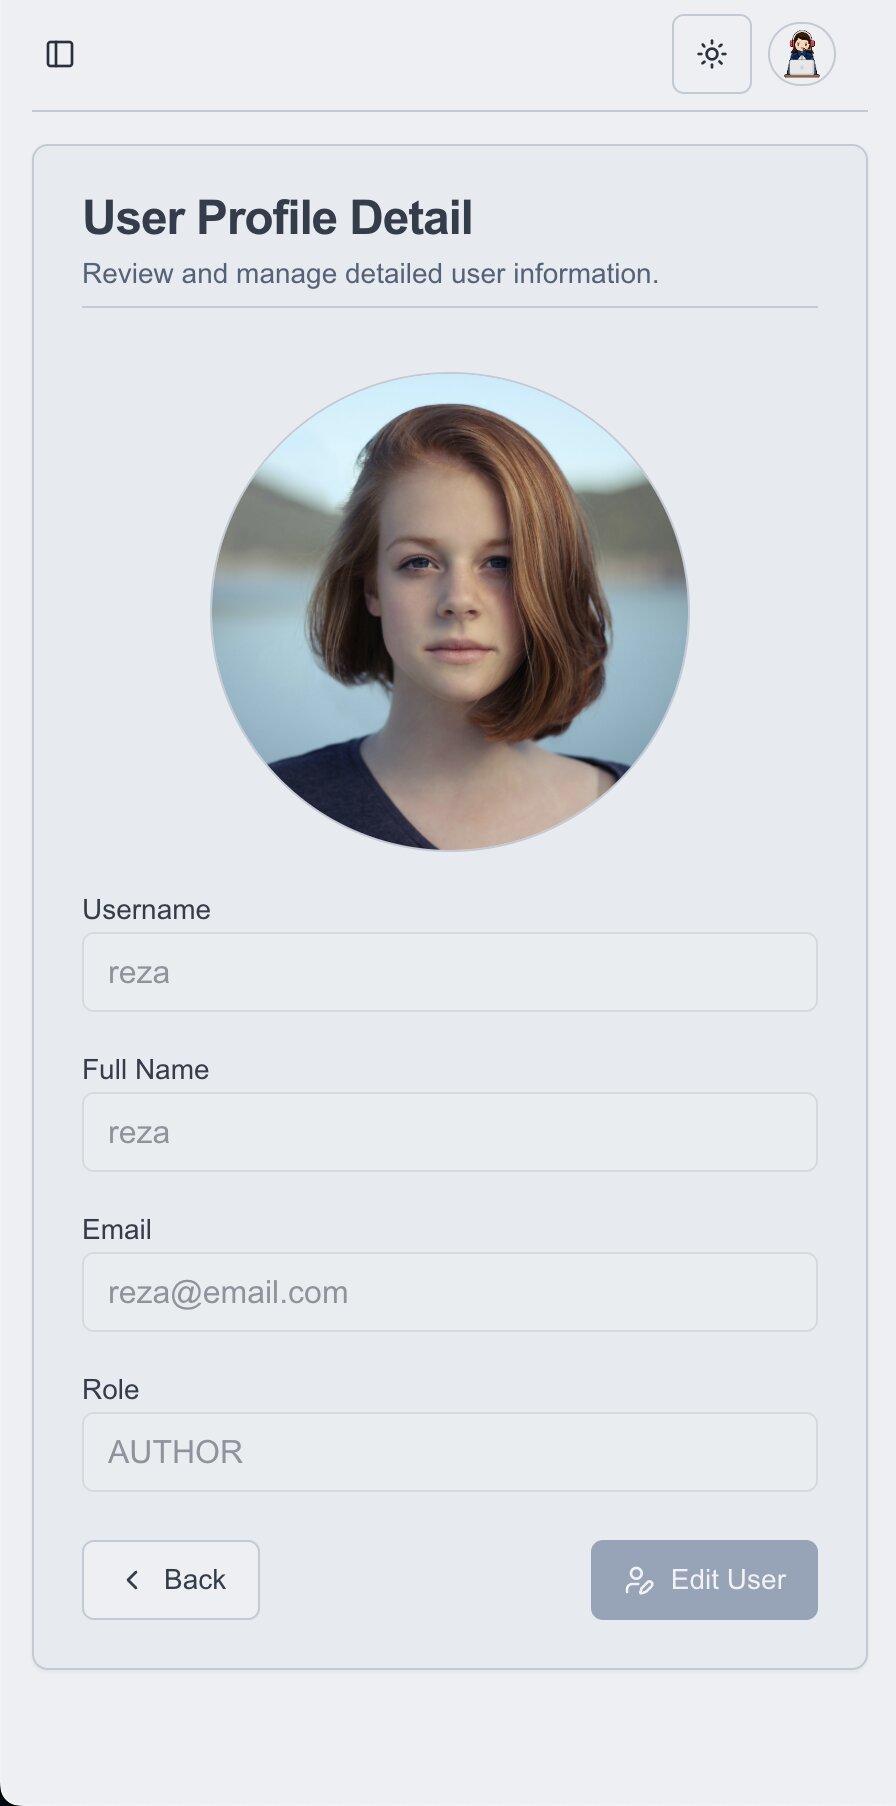 User Profile Detail
Review and manage detailed user information.
Username
reza
Full Name
reza
Email
reza@email.com
Role
AUTHOR
Back
Edit User